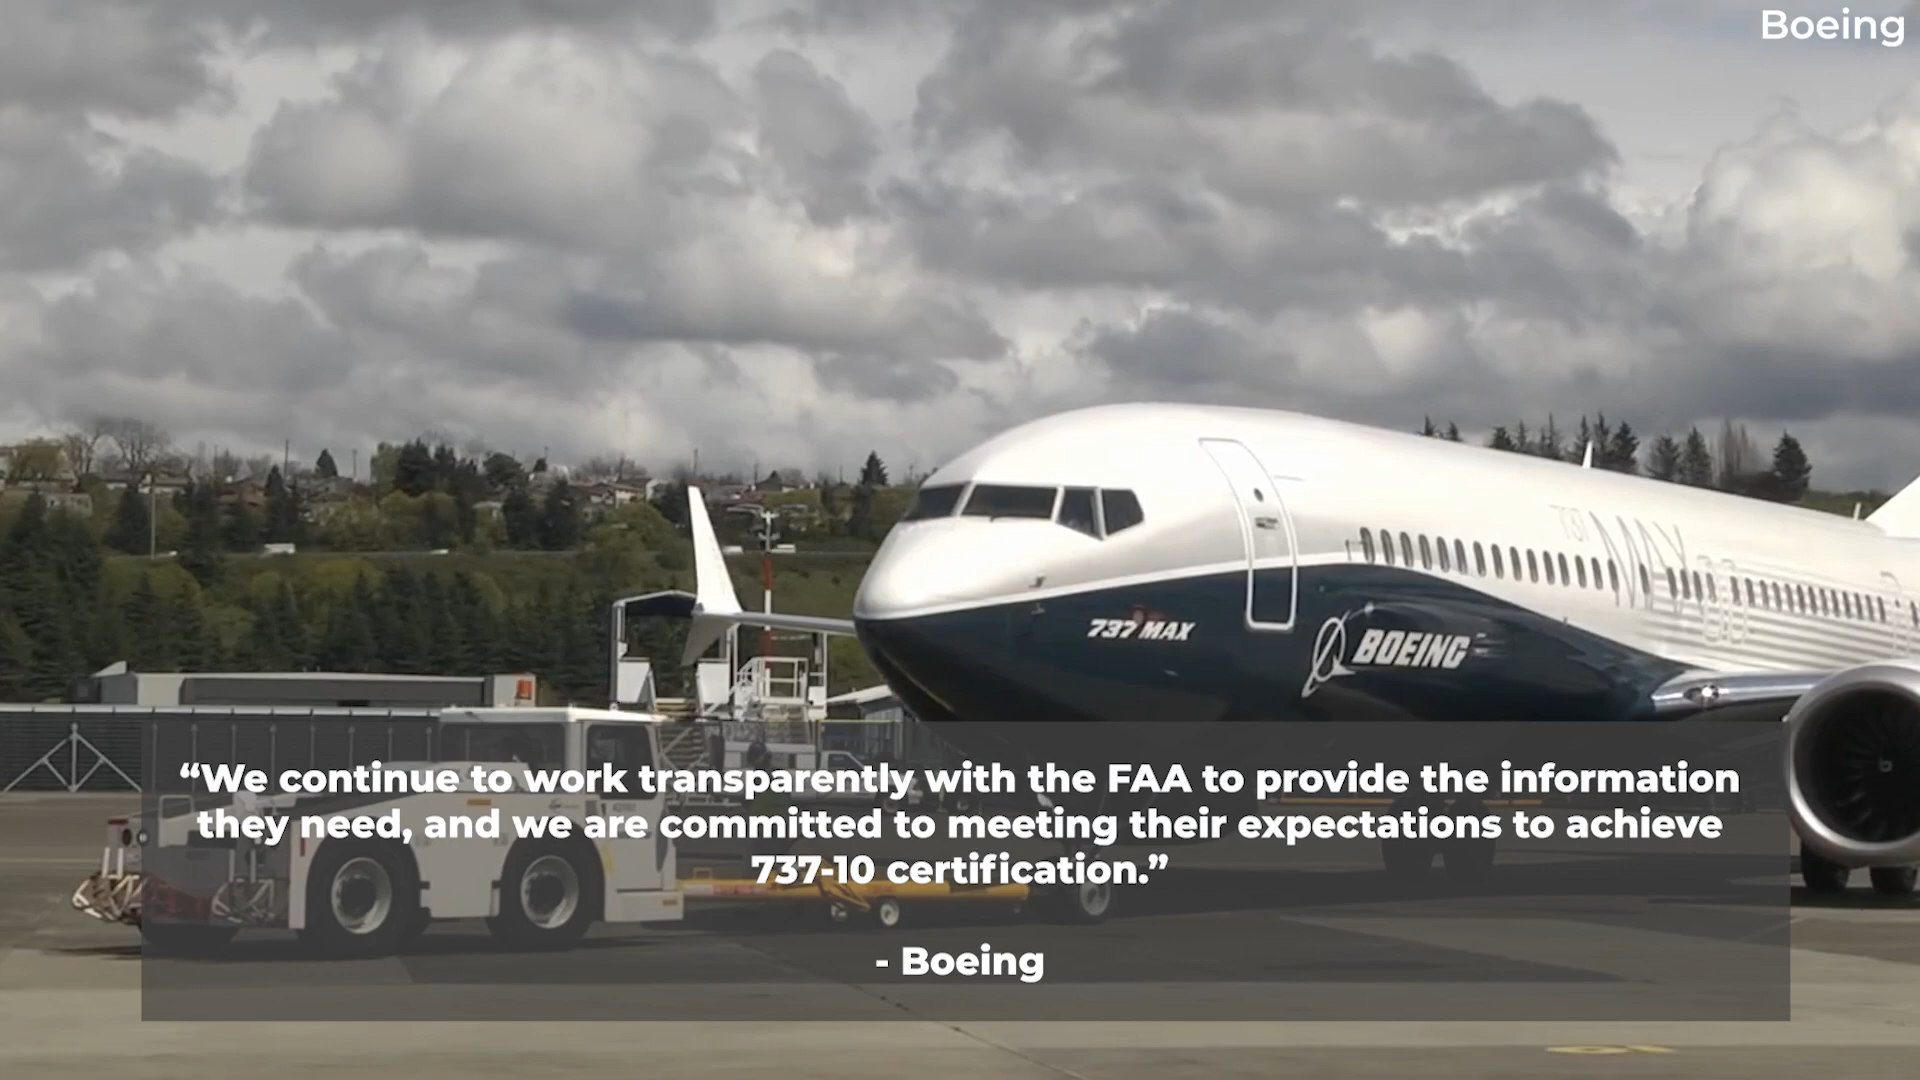 Boeing
737 MAX
BOEING
“We continue to work transparently with the FAA to provide the information
they need, and we are committed to meeting their expectations to achieve
737-10 certification.”
- Boeing